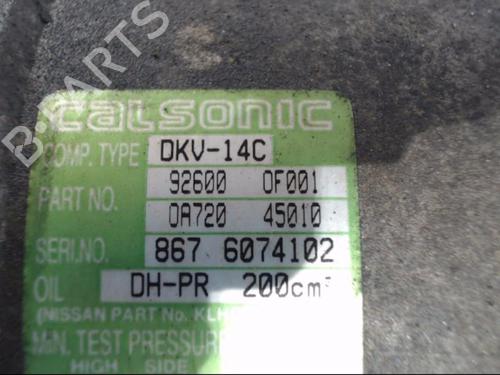 CALSONIC
COMP. TYPE DKV-14C
PART NO. 92600 0F001
0A720 45010
SERI.NO. 867 6074102
OIL DH-PR 200cm
(NISSAN PART No. KLH
MIN. TEST PRESSURE
HIGH SIDE
B-PARTS